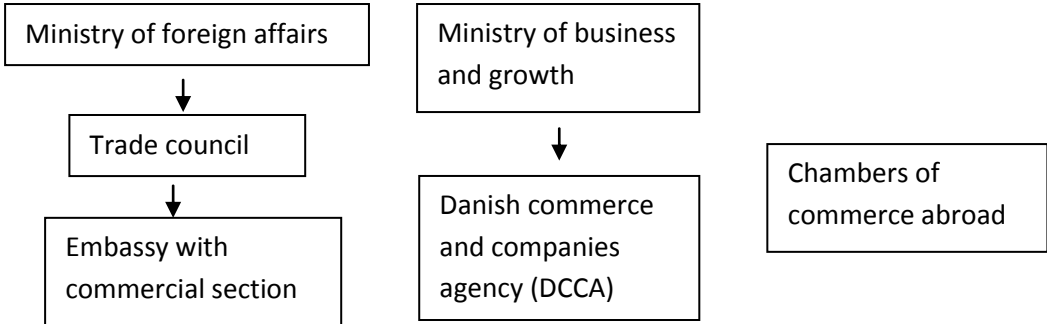 Ministry of foreign affairs
Trade council
Embassy with
commercial section
Ministry of business
and growth
Danish commerce
and companies
agency (DCCA)
Chambers of
commerce abroad